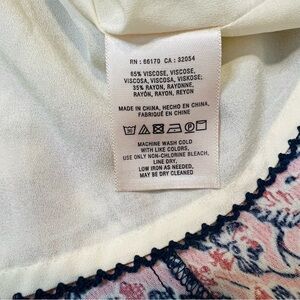 RN : 66170 CA : 32054
65% VISCOSE, VISCOSE,
VISCOSA, VISCOSA, VISKOSE;
35% RAYON, RAYONNE,
RAYÓN, RAYON, REYON
MADE IN CHINA, HECHO EN CHINA,
FABRIQUÉ EN CHINE
MACHINE WASH COLD
WITH LIKE COLORS,
USE ONLY NON-CHLORINE BLEACH,
LINE DRY,
LOW IRON AS NEEDED,
MAY BE DRY CLEANED